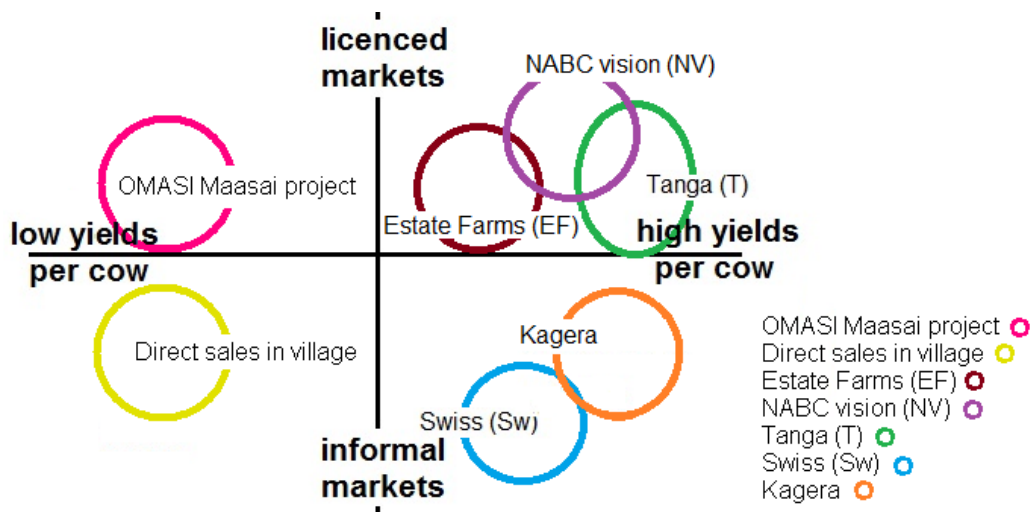 licenced
markets
NABC vision (NV)
OMASI Maasai project
Tanga (T)
Estate Farms (EF)
low yields
per cow
high yields
per cow
Kagera
Direct sales in village
Swiss (Sw)
informal
markets
OMASI Maasai project
Direct sales in village
Estate Farms (EF)
NABC vision (NV)
Tanga (T)
Swiss (Sw)
Kagera